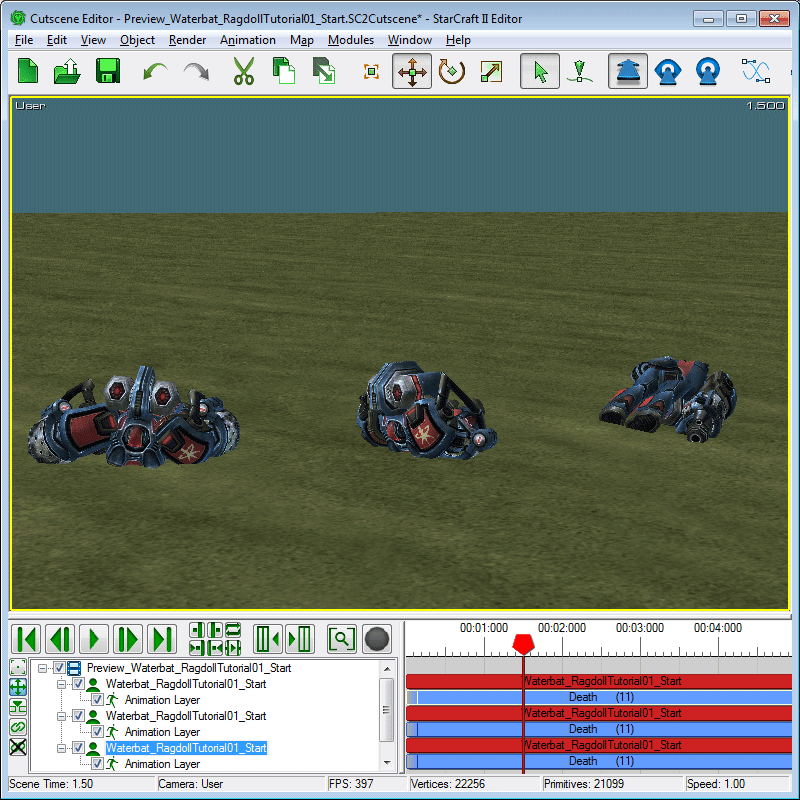 Cutscene Editor - Preview_Waterbat_RagdollTutorial01_Start.SC2Cutscene* - StarCraft II Editor
File Edit View Object Render Animation Map Modules Window Help
User 1.500
00:01:000 00:02:000 00:03:000 00:04:000
Preview_Waterbat_RagdollTutorial01_Start
Waterbat_RagdollTutorial01_Start Waterbat_RagdollTutorial01_Start
Animation Layer Death (11)
Waterbat_RagdollTutorial01_Start Waterbat_RagdollTutorial01_Start
Animation Layer Death (11)
Waterbat_RagdollTutorial01_Start Waterbat_RagdollTutorial01_Start
Animation Layer Death (11)
Scene Time: 1.50 Camera: User FPS: 397 Vertices: 22256 Primitives: 21099 Speed: 1.00